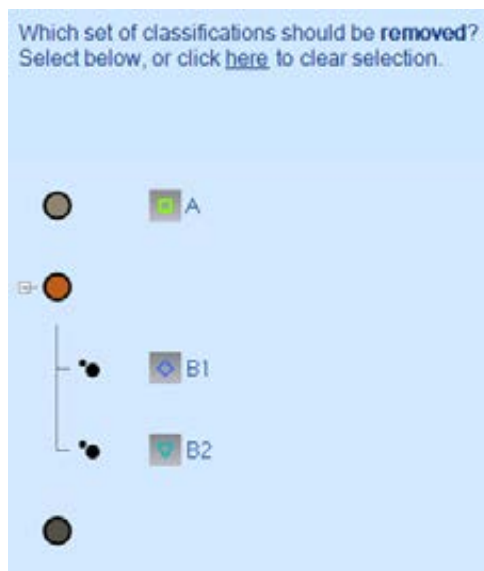 Which set of classifications should be removed?
Select below, or click here to clear selection.
A
B1
B2